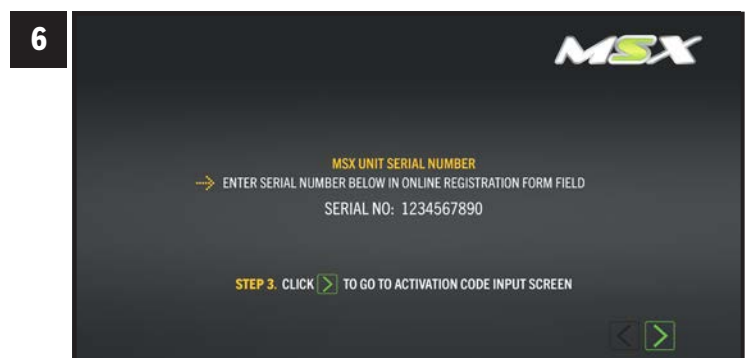 6
MSX
MSX UNIT SERIAL NUMBER
ENTER SERIAL NUMBER BELOW IN ONLINE REGISTRATION FORM FIELD
SERIAL NO: 1234567890
STEP 3. CLICK > TO GO TO ACTIVATION CODE INPUT SCREEN
< >